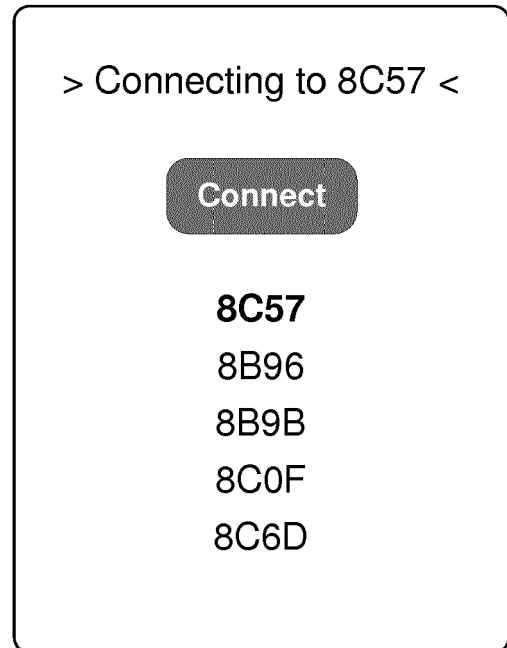 > Connecting to 8C57 <
Connect
8C57
8B96
8B9B
8C0F
8C6D